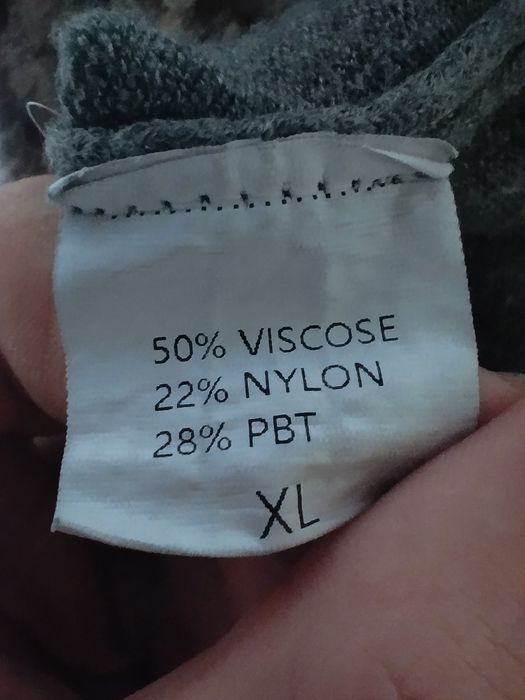 50% VISCOSE
22% NYLON
28% PBT
XL